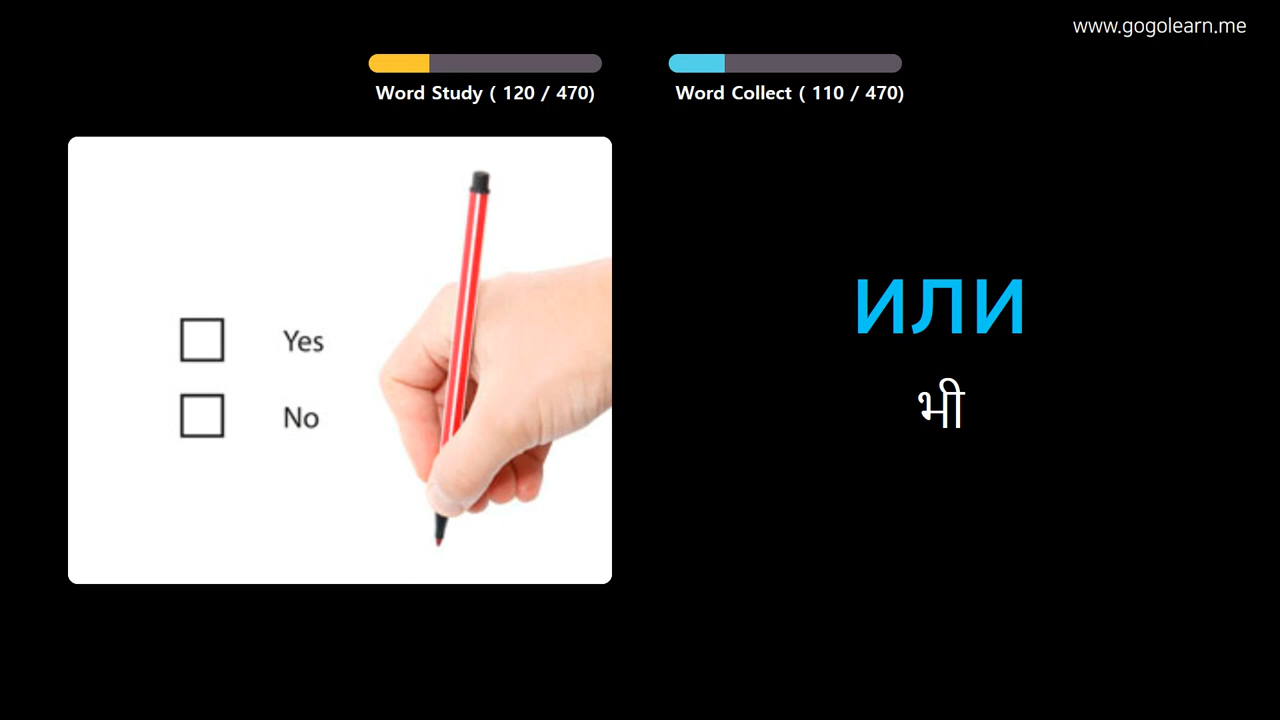 www.gogolearn.me
Word Study ( 120 / 470)
Word Collect ( 110 / 470)
Yes
No
или
भी